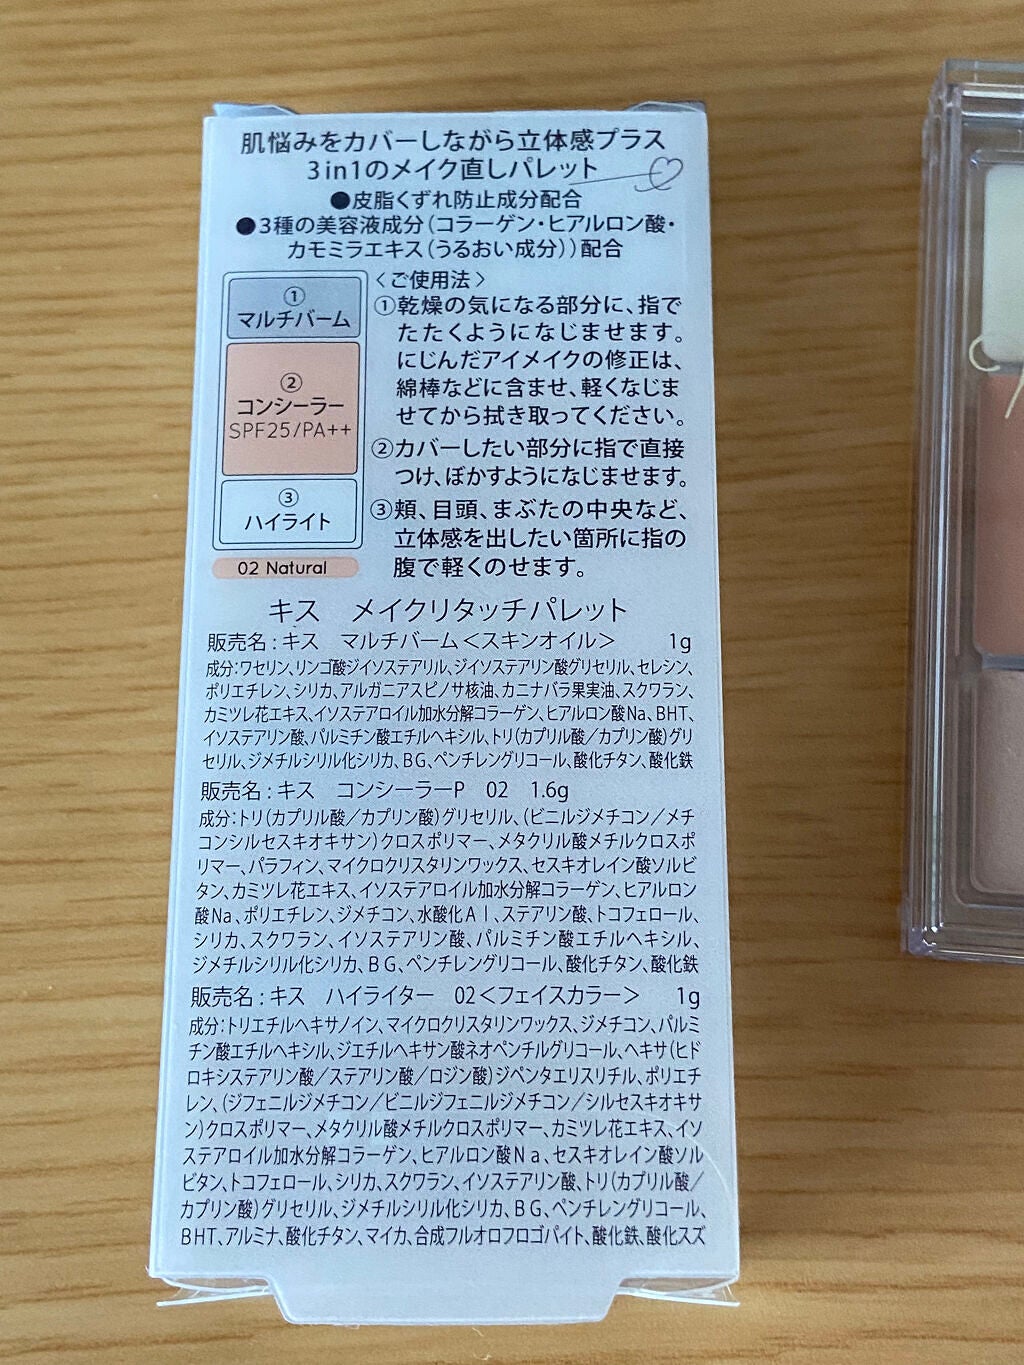 肌悩みをカバーしながら立体感プラス
3in1のメイク直しパレット
●皮脂くずれ防止成分配合
●3種の美容液成分(コラーゲン・ヒアルロン酸・
カモミラエキス(うるおい成分))配合
①
マルチバーム
②
コンシーラー
SPF25/PA++
③
ハイライト
02 Natural
〈ご使用法〉
①乾燥の気になる部分に、指で
たたくようになじませます。
にじんだアイメイクの修正は、
綿棒などに含ませ、軽くなじま
せてから拭き取ってください。
②カバーしたい部分に指で直接
つけ、ぼかすようになじませます。
③頬、目頭、まぶたの中央など、
立体感を出したい箇所に指の
腹で軽くのせます。
キス メイクリタッチパレット
販売名:キス マルチバーム<スキンオイル> 1g
成分:ワセリン、リンゴ酸ジイソステアリル、ジイソステアリン酸グリセリル、セレシン、
ポリエチレン、シリカ、アルガニアスピノサ核油、カニナバラ果実油、スクワラン、
カミツレ花エキス、イソステアロイル加水分解コラーゲン、ヒアルロン酸Na、BHT、
イソステアリン酸、パルミチン酸エチルヘキシル、トリ(カプリル酸/カプリン酸)グリ
セリル、ジメチルシリル化シリカ、BG、ペンチレングリコール、酸化チタン、酸化鉄
販売名:キス コンシーラーP 02 1.6g
成分:トリ(カプリル酸/カプリン酸)グリセリル、(ビニルジメチコン/メチ
コンシルセスキオキサン)クロスポリマー、メタクリル酸メチルクロスポ
リマー、パラフィン、マイクロクリスタリンワックス、セスキオレイン酸ソルビ
タン、カミツレ花エキス、イソステアロイル加水分解コラーゲン、ヒアルロン
酸Na、ポリエチレン、ジメチコン、水酸化Al、ステアリン酸、トコフェロール、
シリカ、スクワラン、イソステアリン酸、パルミチン酸エチルヘキシル、
ジメチルシリル化シリカ、BG、ペンチレングリコール、酸化チタン、酸化鉄
販売名:キス ハイライター 02<フェイスカラー> 1g
成分:トリエチルヘキサノイン、マイクロクリスタリンワックス、ジメチコン、パルミ
チン酸エチルヘキシル、ジエチルヘキサン酸ネオペンチルグリコール、ヘキサ(ヒド
ロキシステアリン酸/ステアリン酸/ロジン酸)ジペンタエリスリチル、ポリエチ
レン、(ジフェニルジメチコン/ビニルジフェニルジメチコン/シルセスキオキサ
ン)クロスポリマー、メタクリル酸メチルクロスポリマー、カミツレ花エキス、イソ
ステアロイル加水分解コラーゲン、ヒアルロン酸Na、セスキオレイン酸ソル
ビタン、トコフェロール、シリカ、スクワラン、イソステアリン酸、トリ(カプリル酸/
カプリン酸)グリセリル、ジメチルシリル化シリカ、BG、ペンチレングリコール、
BHT、アルミナ、酸化チタン、マイカ、合成フルオロフロゴパイト、酸化鉄、酸化スズ